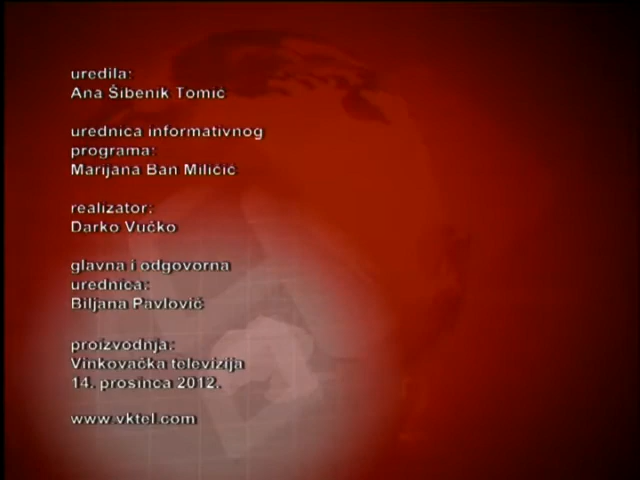 uredila:
Ana Šibenik Tomić
urednica informativnog
programa:
Marijana Ban Miličić
realizator:
Darko Vučko
glavna i odgovorna
urednica:
Biljana Pavlović
proizvodnja:
Vinkovačka televizija
14. prosinca 2012.
www.vktel.com